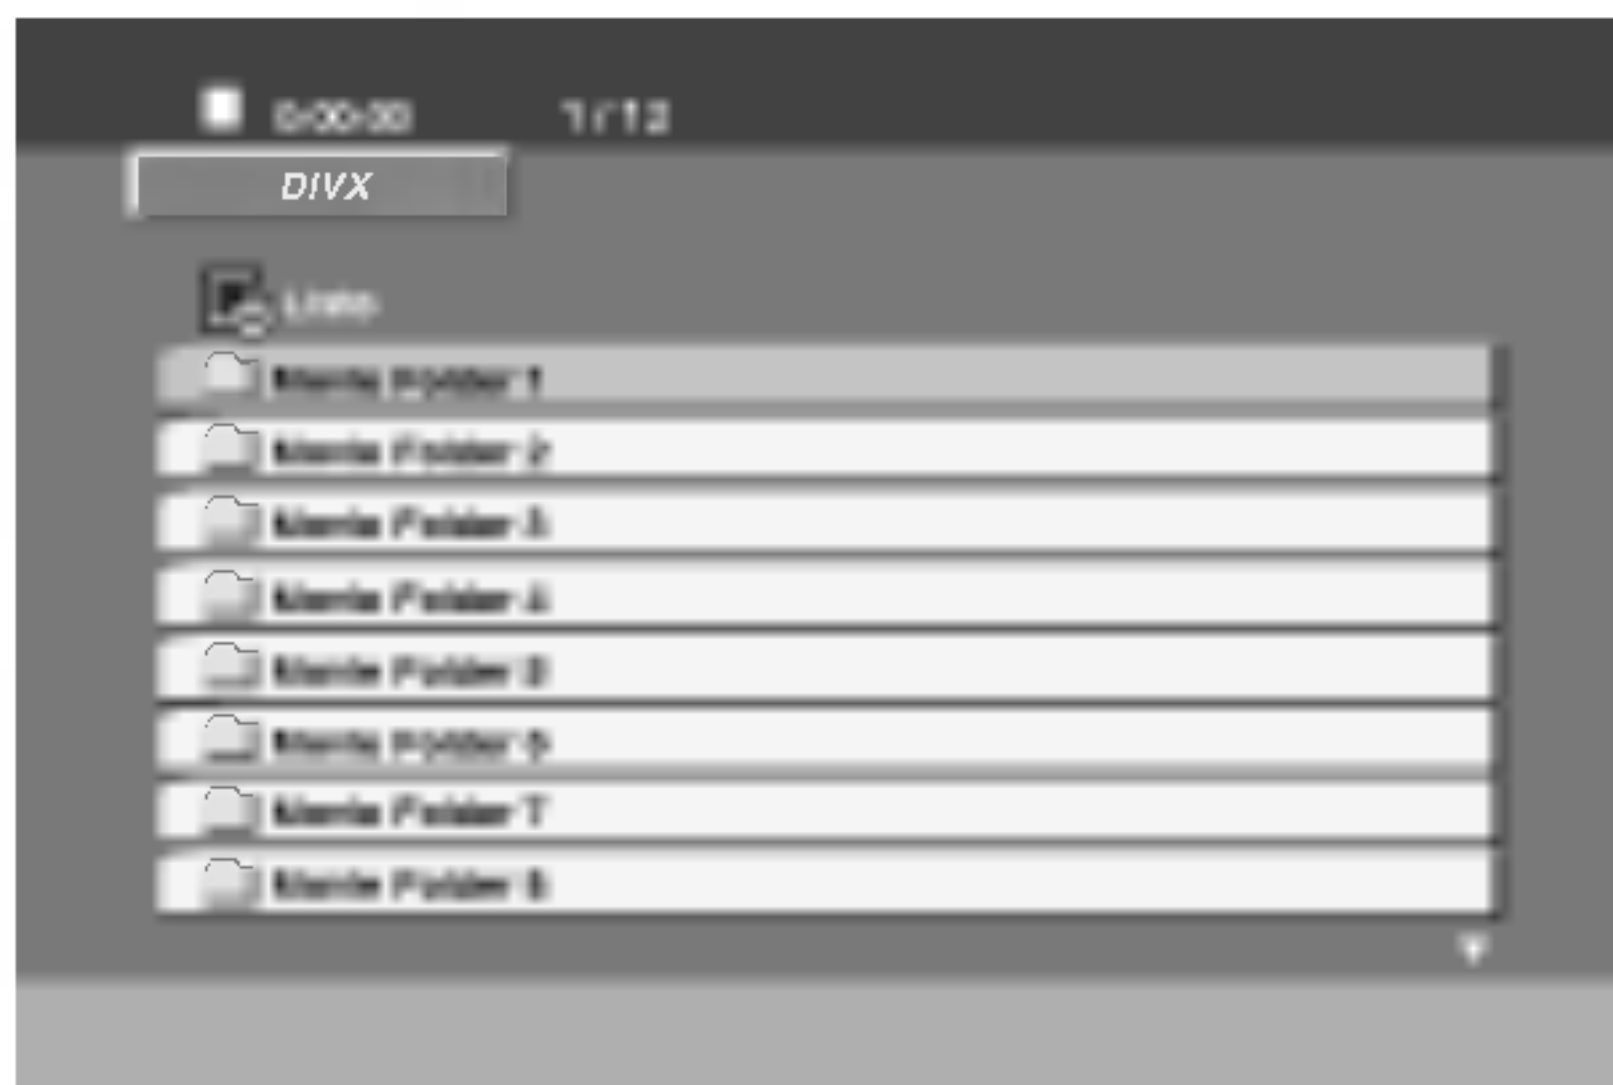 0:00:00 1 / 12
DIVX
Movie Folder 1
Movie Folder 2
Movie Folder 3
Movie Folder 4
Movie Folder 5
Movie Folder 6
Movie Folder 7
Movie Folder 8